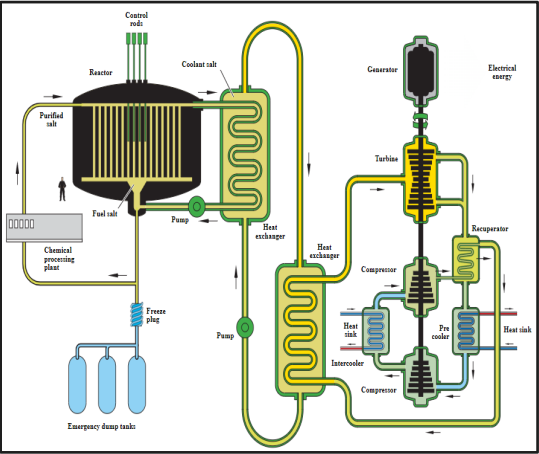 Control
rods
Reactor
Coolant salt
Generator
Electrical
energy
Purified
salt
Turbine
Fuel salt
Pump
Heat
exchanger
Recuperator
Heat
exchanger
Chemical
processing
plant
Compressor
Freeze
plug
Pump
Heat
sink
Pre
cooler
Heat sink
Intercooler
Compressor
Emergency dump tanks